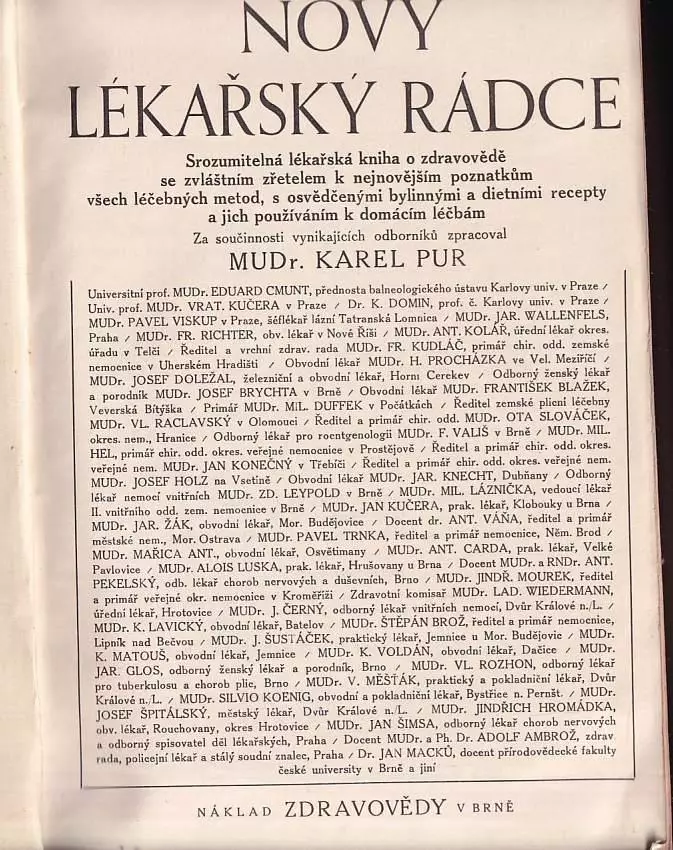 NOVÝ
LÉKAŘSKÝ RÁDCE
Srozumitelná lékařská kniha o zdravovědě
se zvláštním zřetelem k nejnovějším poznatkům
všech léčebných metod, s osvědčenými bylinnými a dietními recepty
a jich používáním k domácím léčbám
Za součinnosti vynikajících odborníků zpracoval
MUDr. KAREL PUR
Universitní prof. MUDr. EDUARD CMUNT, přednosta balneologického ústavu Karlovy univ. v Praze /
Univ. prof. MUDr. VRAT. KUČERA v Praze / Dr. K. DOMIN, prof. č. Karlovy univ. v Praze /
MUDr. PAVEL VISKUP v Praze, šéflékař lázní Tatranská Lomnica / MUDr. JAR. WALLENFELS,
Praha / MUDr. FR. RICHTER, obv. lékař v Nové Říši / MUDr. ANT. KOLÁŘ, úřední lékař okres.
úřadu v Telči / Ředitel a vrchní zdrav. rada MUDr. FR. KUDLÁČ, primář chir. odd. zemské
nemocnice v Uherském Hradišti / Obvodní lékař MUDr. H. PROCHÁZKA ve Vel. Meziříčí /
MUDr. JOSEF DOLEŽAL, železniční a obvodní lékař, Horní Cerekev / Odborný ženský lékař
a porodník MUDr. JOSEF BRYCHTA v Brně / Obvodní lékař MUDr. FRANTIŠEK BLAŽEK,
Veverská Bítýška / Primář MUDr. MIL. DUFFEK v Počátkách / Ředitel zemské plicní léčebny
MUDr. VL. RACLAVSKÝ v Olomouci / Ředitel a primář chir. odd. MUDr. OTA SLOVÁČEK,
okres. nem., Hranice / Odborný lékař pro roentgenologii MUDr. F. VALIŠ v Brně / MUDr. MIL.
HEL, primář chir. odd. okres. veřejné nemocnice v Prostějově / Ředitel a primář chir. odd. okres.
veřejné nem. MUDr. JAN KONEČNÝ v Třebíči / Ředitel a primář chir. odd. okres. veřejné nem.
MUDr. JOSEF HOLZ na Vsetíně / Obvodní lékař MUDr. JAR. KNECHT, Dubňany / Odborný
lékař nemocí vnitřních MUDr. ZD. LEYPOLD v Brně / MUDr. MIL. LÁZNIČKA, vedoucí lékař
II. vnitřního odd. zem. nemocnice v Brně / MUDr. JAN KUČERA, prak. lékař, Klobouky u Brna /
MUDr. JAR. ŽÁK, obvodní lékař, Mor. Budějovice / Docent dr. ANT. VÁŇA, ředitel a primář
městské nem., Mor. Ostrava / MUDr. PAVEL TRNKA, ředitel a primář nemocnice, Něm. Brod /
MUDr. MAŘICA ANT., obvodní lékař, Osvětimany / MUDr. ANT. CARDA, prak. lékař, Velké
Pavlovice / MUDr. ALOIS LUSKA, prak. lékař, Hrušovany u Brna / Docent MUDr. a RNDr. ANT.
PEKELSKÝ, odb. lékař chorob nervových a duševních, Brno / MUDr. JINDŘ. MOUREK, ředitel
a primář veřejné okr. nemocnice v Kroměříži / Zdravotní komisař MUDr. LAD. WIEDERMANN,
úřední lékař, Hrotovice / MUDr. J. ČERNÝ, odborný lékař vnitřních nemocí, Dvůr Králové n./L. /
MUDr. K. LAVICKÝ, obvodní lékař, Batelov / MUDr. ŠTĚPÁN BROŽ, ředitel a primář nemocnice,
Lipník nad Bečvou / MUDr. J. ŠUSTÁČEK, praktický lékař, Jemnice u Mor. Budějovic / MUDr.
K. MATOUŠ, obvodní lékař, Jemnice / MUDr. K. VOLDÁN, obvodní lékař, Dačice / MUDr.
JAR. GLOS, odborný ženský lékař a porodník, Brno / MUDr. VL. ROZHON, odborný lékař
pro tuberkulosu a chorob plic, Brno / MUDr. V. MĚŠŤÁK, praktický a pokladniční lékař, Dvůr
Králové n./L. / MUDr. SILVIO KOENIG, obvodní a pokladniční lékař, Bystřice n. Pernšt. / MUDr.
JOSEF ŠPITÁLSKÝ, městský lékař, Dvůr Králové n./L. / MUDr. JINDŘICH HROMÁDKA,
obv. lékař, Rouchovany, okres Hrotovice / MUDr. JAN ŠIMSA, odborný lékař chorob nervových
a odborný spisovatel děl lékařských, Praha / Docent MUDr. a Ph. Dr. ADOLF AMBROŽ, zdrav.
rada, policejní lékař a stálý soudní znalec, Praha / Dr. JAN MACKŮ, docent přírodovědecké fakulty
české university v Brně a jiní
NÁKLAD ZDRAVOVĚDY V BRNĚ